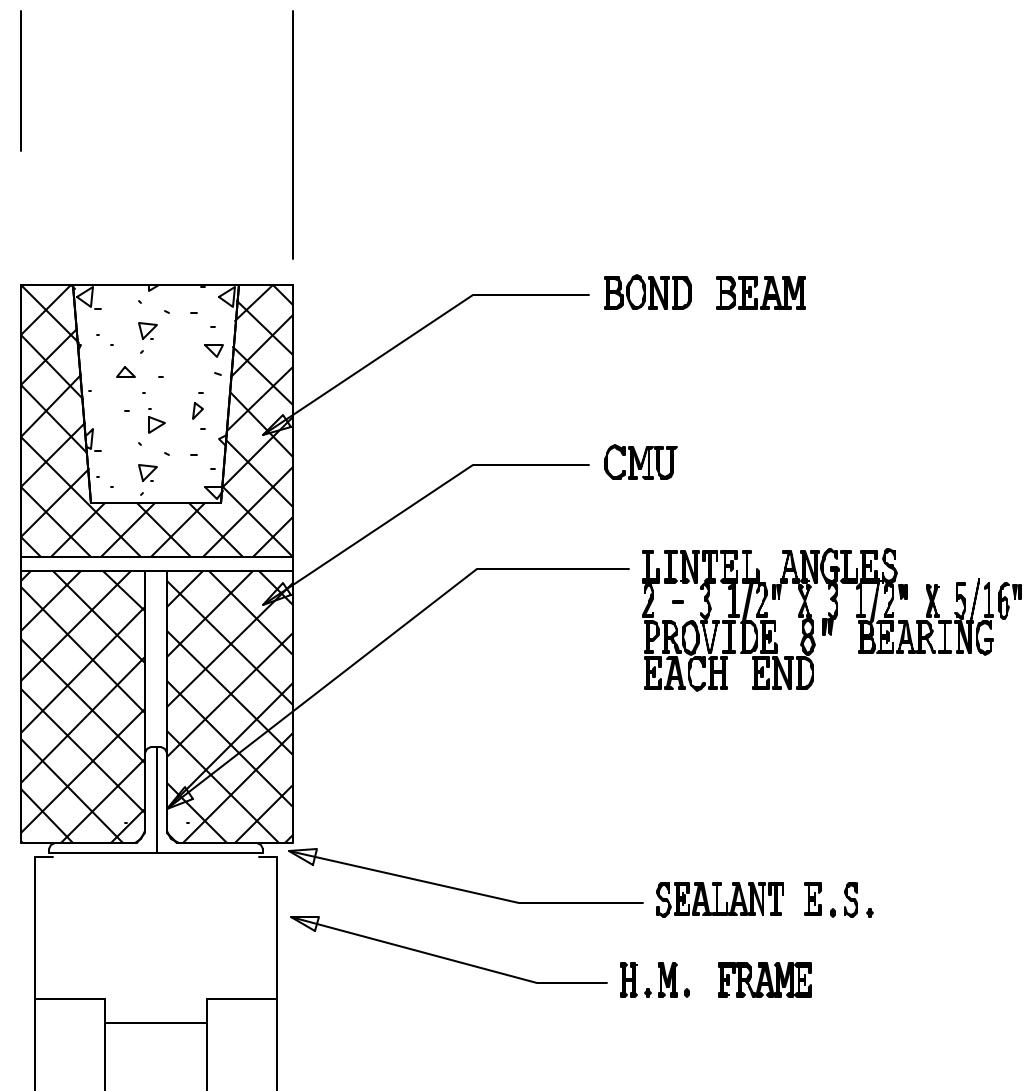 BOND BEAM
CMU
LINTEL ANGLES
2 - 3 1/2" X 3 1/2" X 5/16"
PROVIDE 8" BEARING
EACH END
SEALANT E.S.
H.M. FRAME